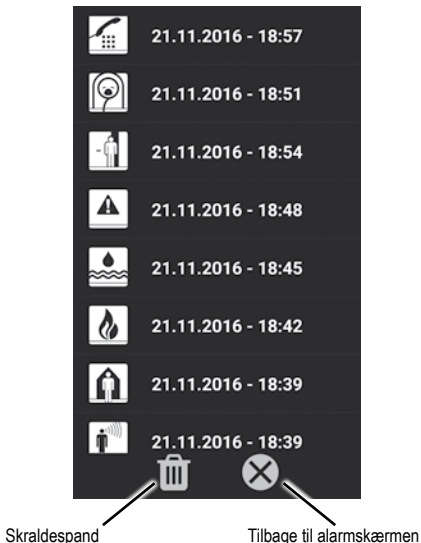 21.11.2016 - 18:57
21.11.2016 - 18:51
21.11.2016 - 18:54
21.11.2016 - 18:48
21.11.2016 - 18:45
21.11.2016 - 18:42
21.11.2016 - 18:39
21.11.2016 - 18:39
Skraldespand
Tilbage til alarmskærmen